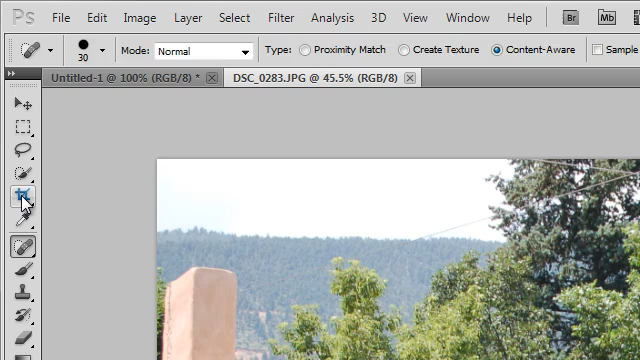 Ps File Edit Image Layer Select Filter Analysis 3D View Window Help Br Mb
30 Mode: Normal Type: Proximity Match Create Texture Content-Aware Sample
Untitled-1 @ 100% (RGB/8) * DSC_0283.JPG @ 45.5% (RGB/8)